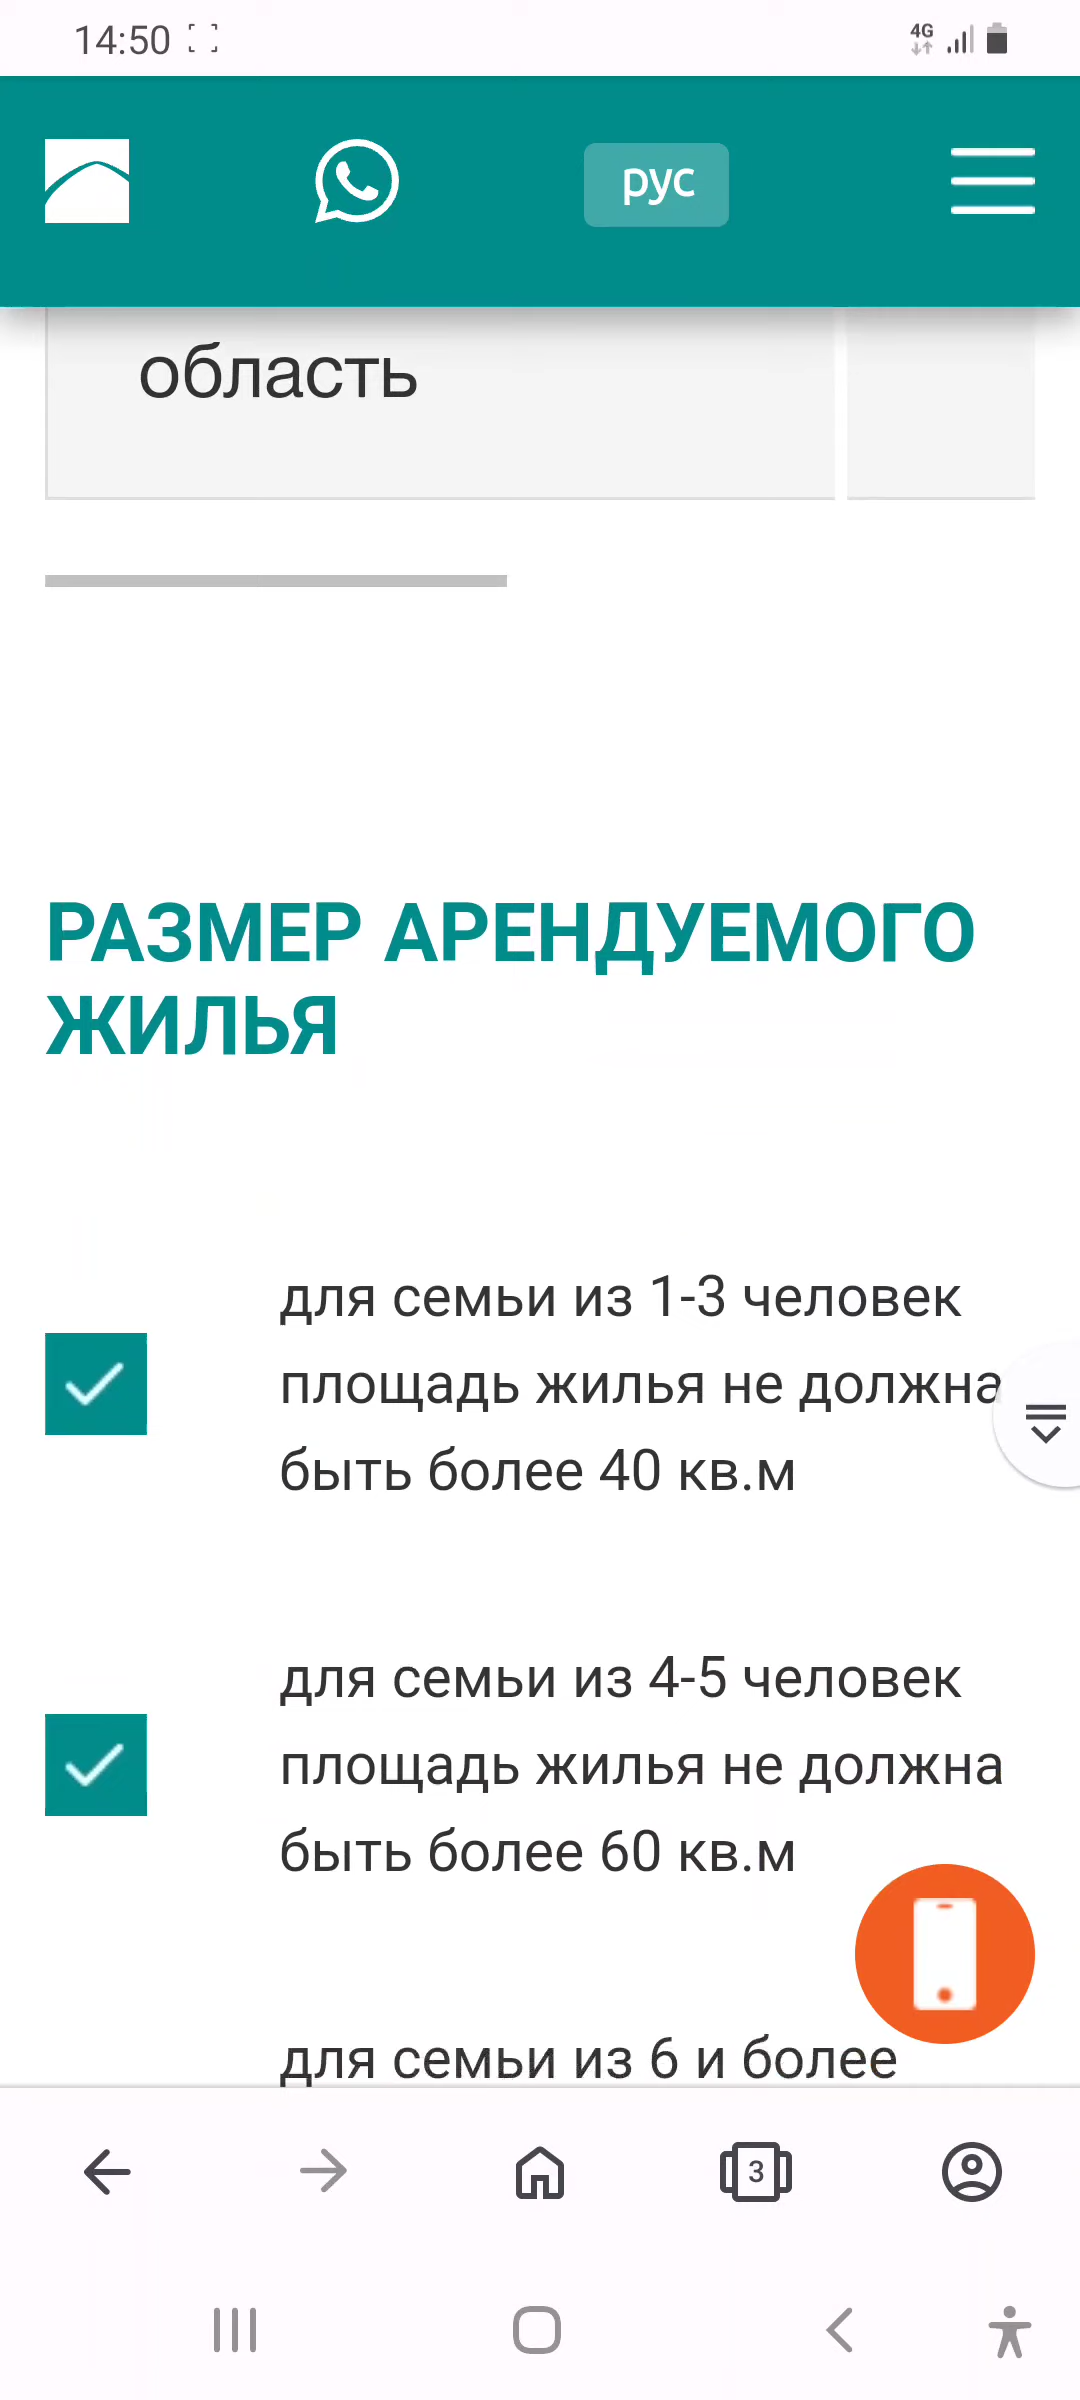 14:50
4G
рус
область
РАЗМЕР АРЕНДУЕМОГО
ЖИЛЬЯ
для семьи из 1-3 человек
площадь жилья не должна
быть более 40 кв.м
для семьи из 4-5 человек
площадь жилья не должна
быть более 60 кв.м
для семьи из 6 и более
3